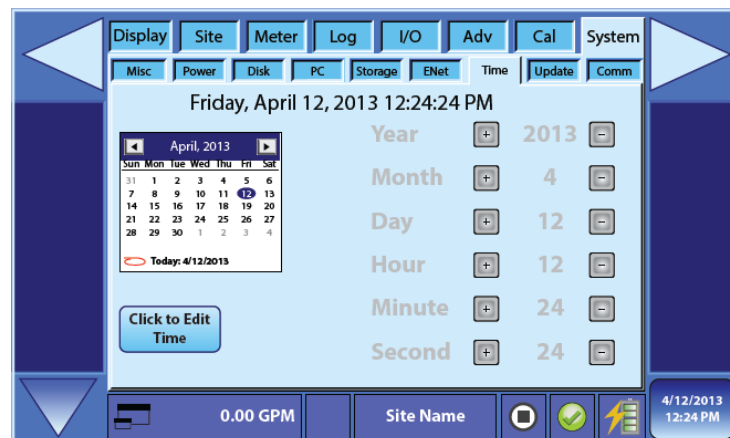 Display Site Meter Log I/O Adv Cal System
Misc Power Disk PC Storage ENet Time Update Comm
Friday, April 12, 2013 12:24:24 PM
April, 2013
Sun Mon Tue Wed Thu Fri Sat
31 1 2 3 4 5 6
7 8 9 10 11 12 13
14 15 16 17 18 19 20
21 22 23 24 25 26 27
28 29 30 1 2 3 4
Today: 4/12/2013
Click to Edit
Time
Year + 2013 -
Month + 4 -
Day + 12 -
Hour + 12 -
Minute + 24 -
Second + 24 -
0.00 GPM Site Name
4/12/2013
12:24 PM